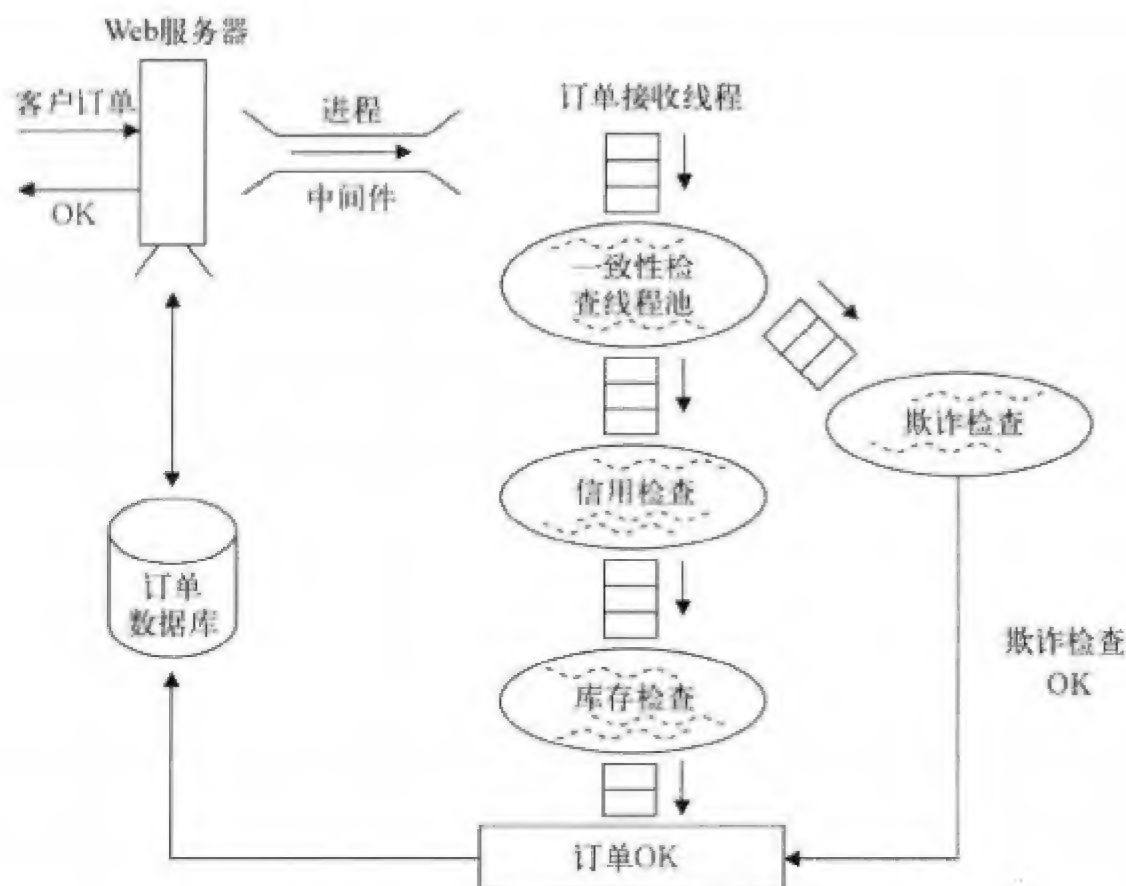 Web服务器
客户订单
OK
进程
中间件
订单接收线程
一致性检
查线程池
欺诈检查
信用检查
订单
数据库
库存检查
欺诈检查
OK
订单OK